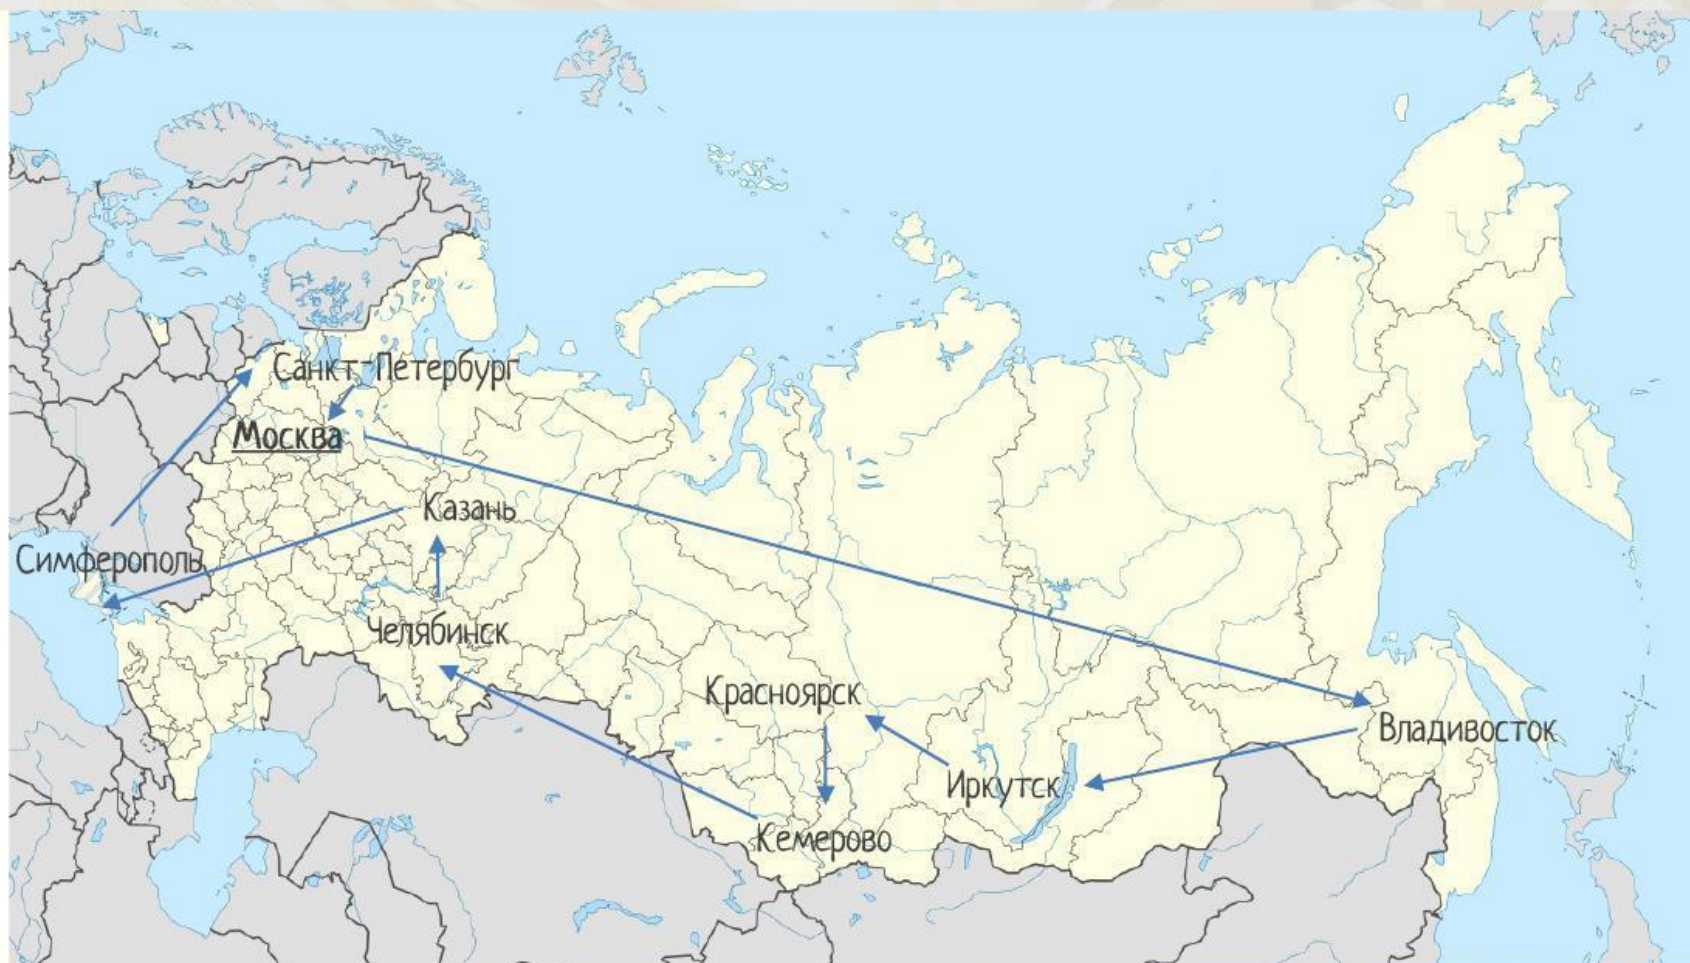 Санкт-Петербург
Москва
Казань
Симферополь
Челябинск
Красноярск
Владивосток
Иркутск
Кемерово